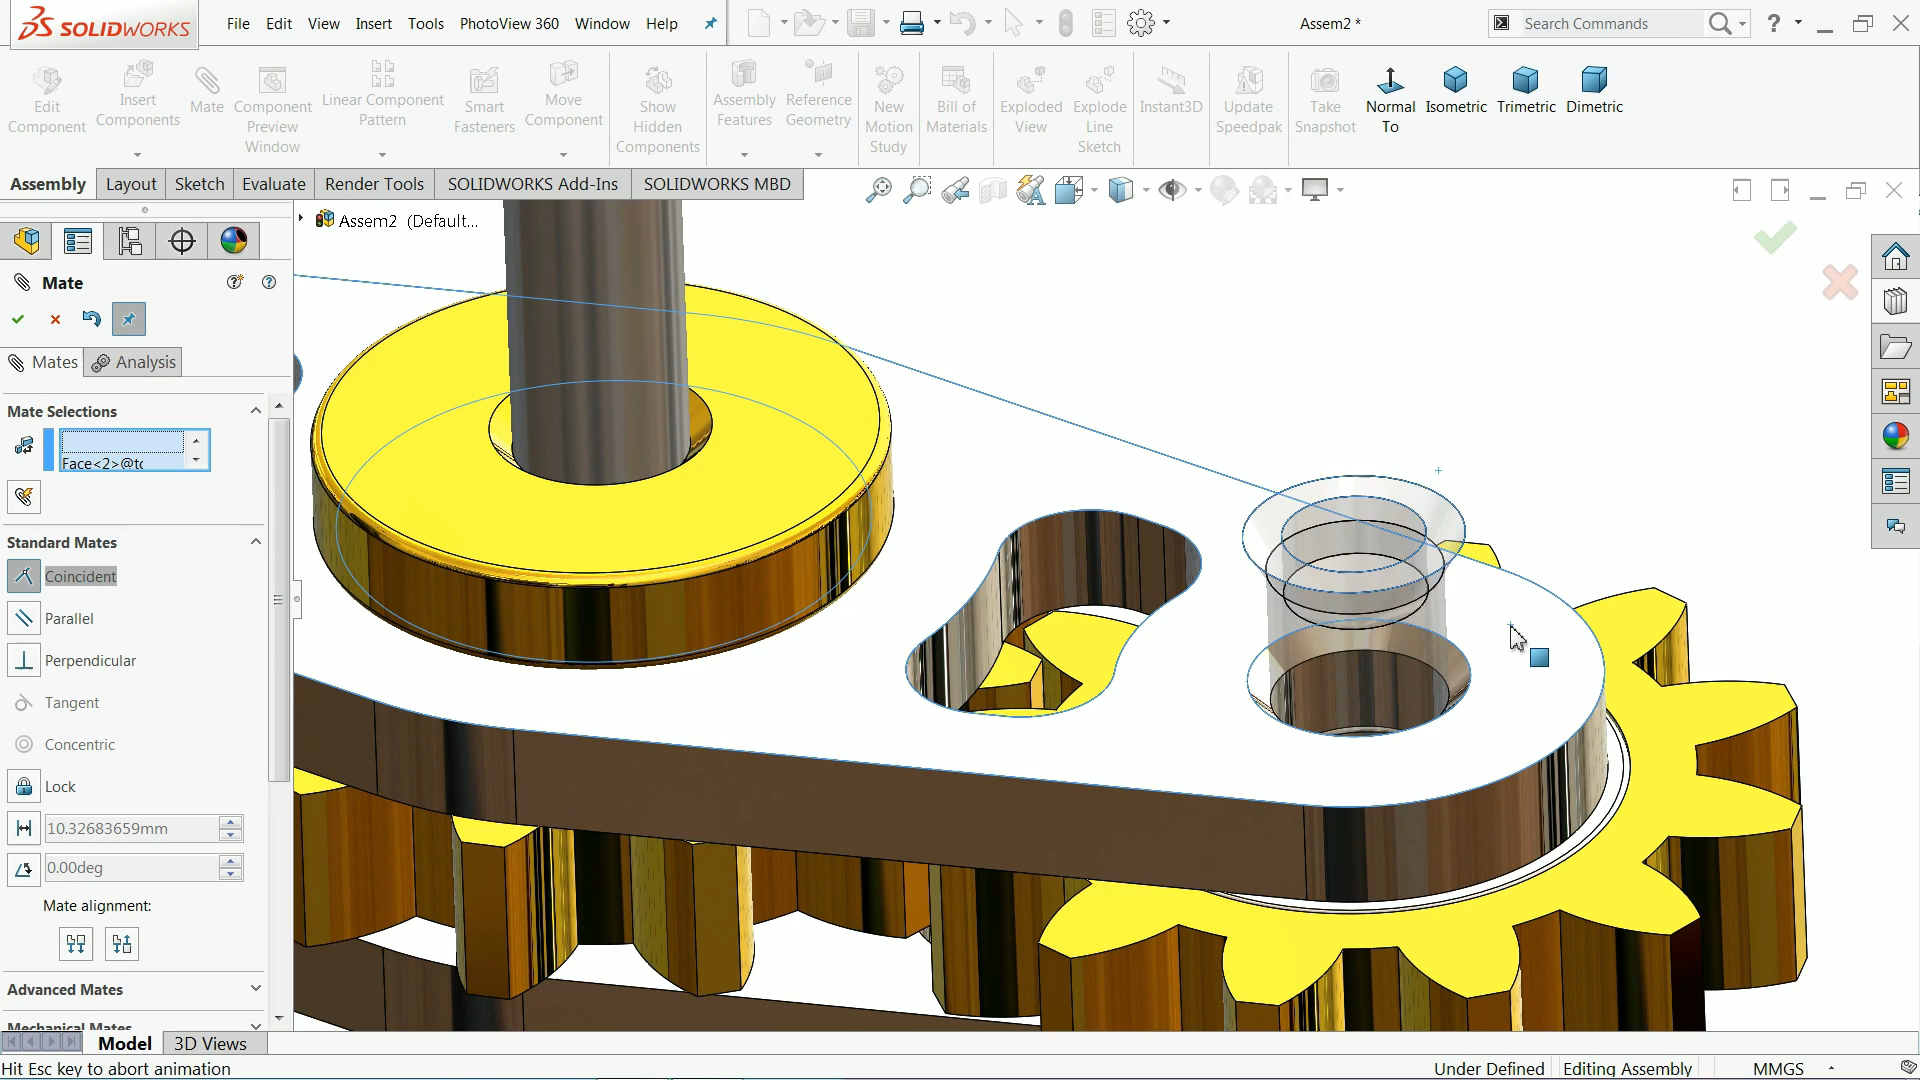 SOLIDWORKS
File Edit View Insert Tools PhotoView 360 Window Help
Assem2 *
Search Commands
?
Edit Component
Insert Components
Mate
Component Preview Window
Linear Component Pattern
Smart Fasteners
Move Component
Show Hidden Components
Assembly Features
Reference Geometry
New Motion Study
Bill of Materials
Exploded View
Explode Line Sketch
Instant3D
Update Speedpak
Take Snapshot
Normal To
Isometric
Trimetric
Dimetric
Assembly Layout Sketch Evaluate Render Tools SOLIDWORKS Add-Ins SOLIDWORKS MBD
Assem2 (Default...
Mate
Mates Analysis
Mate Selections
Face<2>@to
Standard Mates
Coincident
Parallel
Perpendicular
Tangent
Concentric
Lock
10.32683659mm
0.00deg
Mate alignment:
Advanced Mates
Mechanical Mates
Model 3D Views
Hit Esc key to abort animation
Under Defined Editing Assembly MMGS